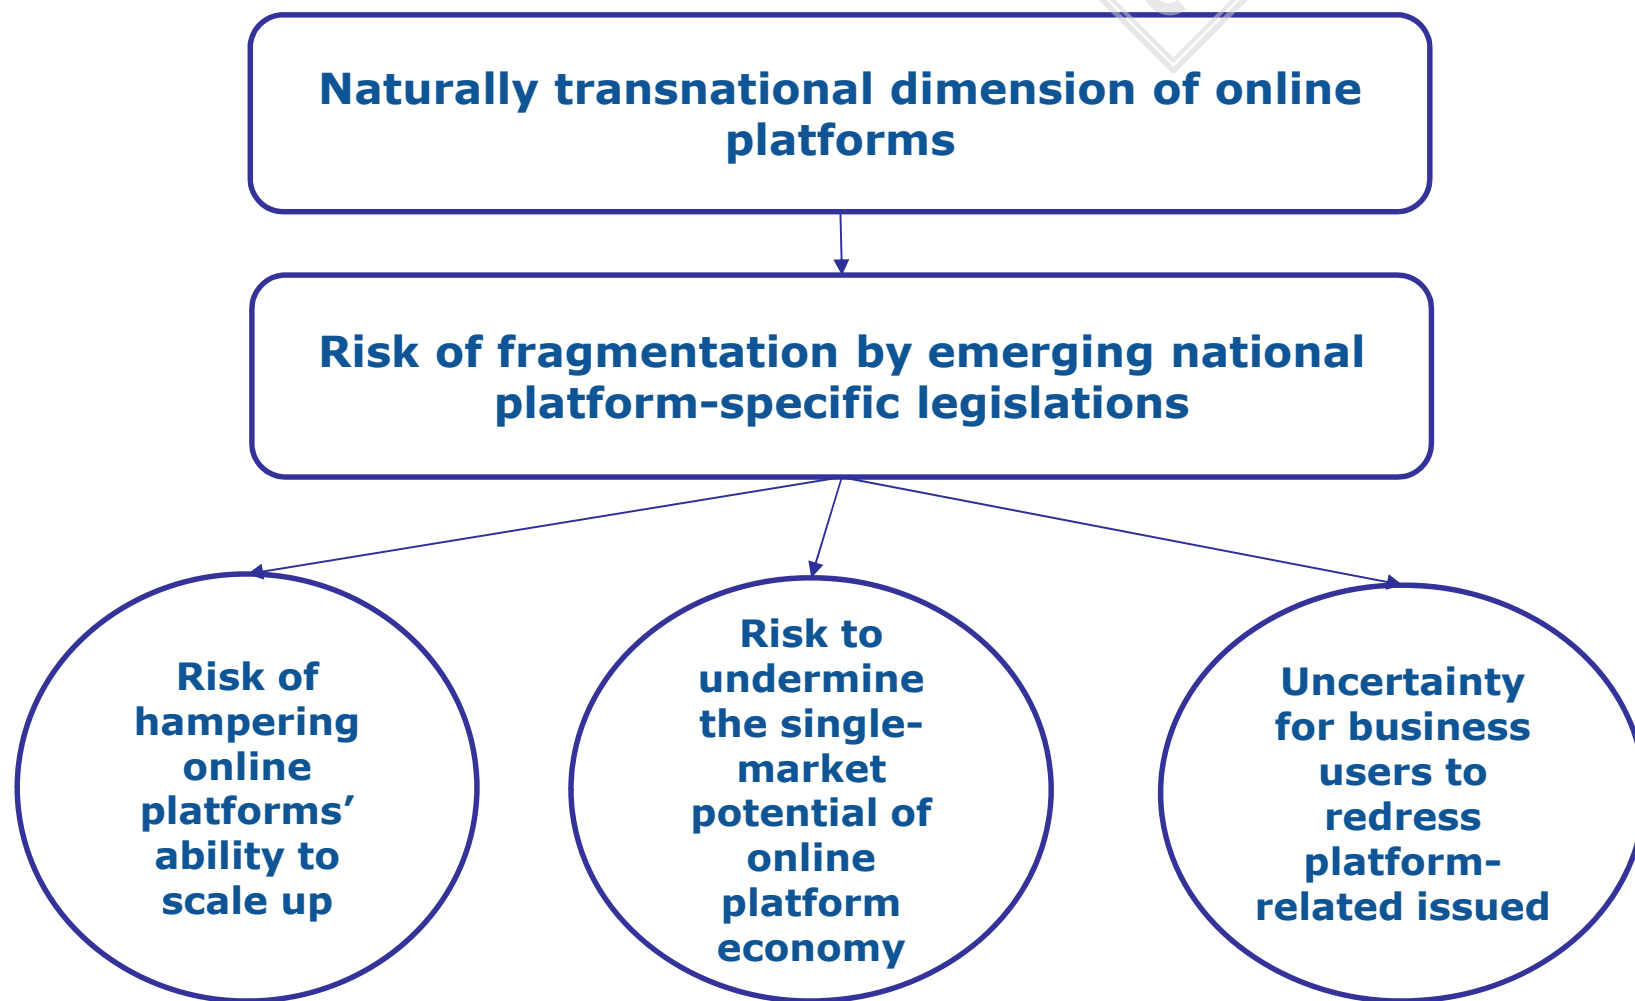 Naturally transnational dimension of online
platforms
Risk of fragmentation by emerging national
platform-specific legislations
Risk of
hampering
online
platforms’
ability to
scale up
Risk to
undermine
the single-
market
potential of
online
platform
economy
Uncertainty
for business
users to
redress
platform-
related issued